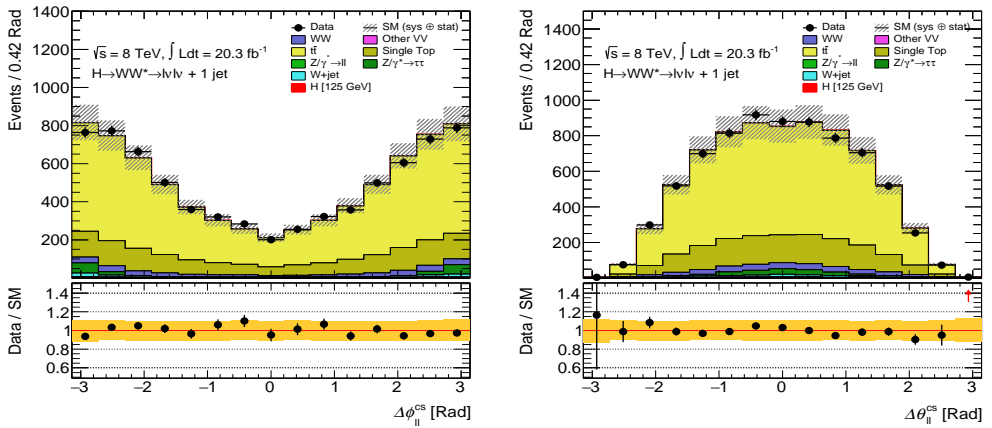 Events / 0.42 Rad
1400
1200
1000
800
600
400
200
Data
SM (sys ⊕ stat)
WW
Other VV
tt̄
Single Top
Z/γ*→ll
Z/γ*→ττ
W+jet
H [125 GeV]
√s = 8 TeV, ∫ Ldt = 20.3 fb⁻¹
H→WW*→lνlν + 1 jet
Data / SM
1.4
1.2
1
0.8
0.6
−3 −2 −1 0 1 2 3
Δϕ_ll^cs [Rad]
Events / 0.42 Rad
1400
1200
1000
800
600
400
200
Data
SM (sys ⊕ stat)
WW
Other VV
tt̄
Single Top
Z/γ*→ll
Z/γ*→ττ
W+jet
H [125 GeV]
√s = 8 TeV, ∫ Ldt = 20.3 fb⁻¹
H→WW*→lνlν + 1 jet
Data / SM
1.4
1.2
1
0.8
0.6
−3 −2 −1 0 1 2 3
Δθ_ll^cs [Rad]